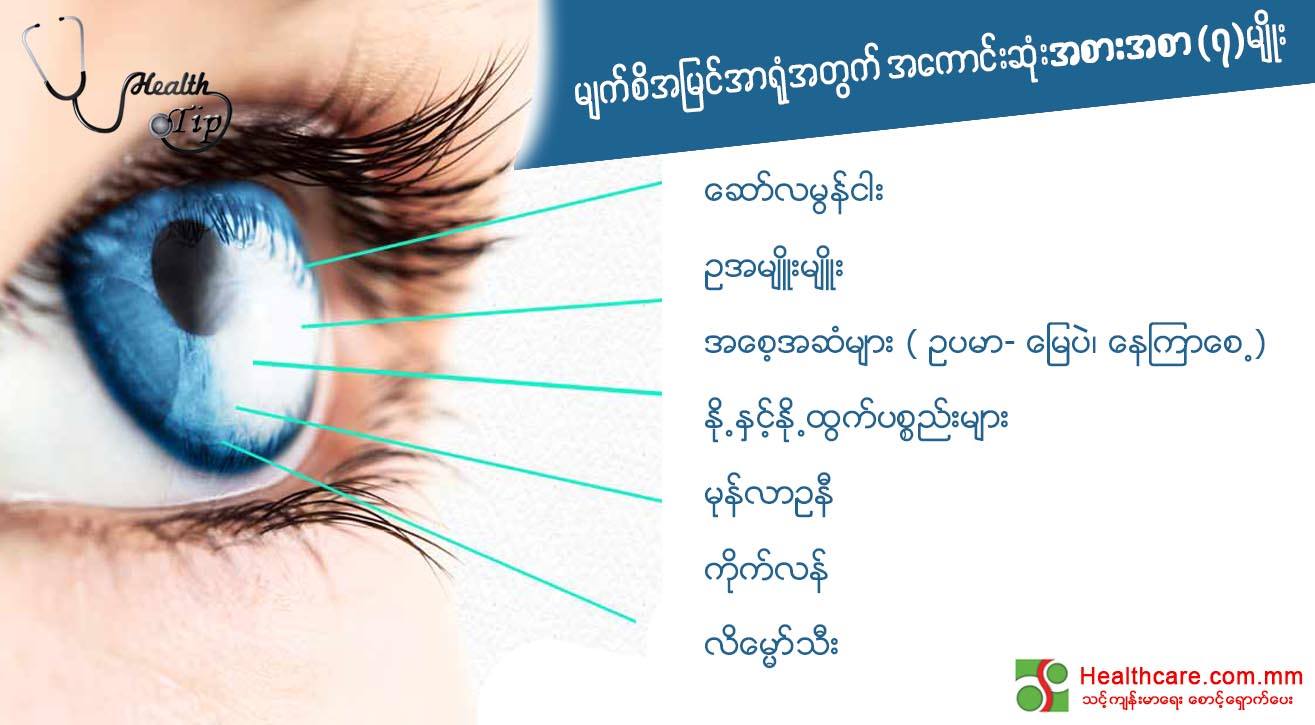 Health
Tip
မျက်စိအမြင်အာရုံအတွက် အကောင်းဆုံးအစားအစာ (၇)မျိုး
ဆော်လမွန်ငါး
ဥအမျိုးမျိုး
အစေ့အဆံများ ( ဥပမာ- မြေပဲ၊ နေကြာစေ့)
နို့နှင့်နို့ထွက်ပစ္စည်းများ
မုန်လာဥနီ
ကိုက်လန်
လိမ္မော်သီး
Healthcare.com.mm
သင့်ကျန်းမာရေး စောင့်ရှောက်ပေး